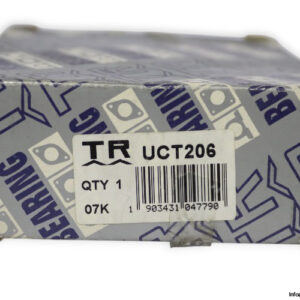 TR UCT206
QTY 1
07K 1 903431 047790
BEARING
BEARING